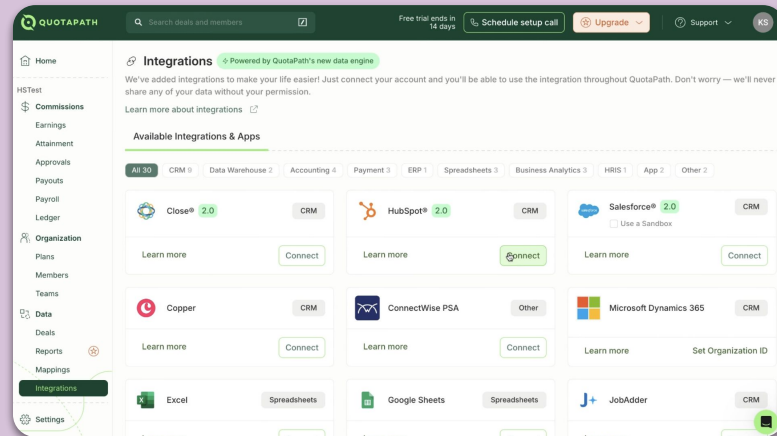 QUOTAPATH
Search deals and members
Free trial ends in
14 days
Schedule setup call
Upgrade
Support
KS
Home
HSTest
Commissions
Earnings
Attainment
Approvals
Payouts
Payroll
Ledger
Organization
Plans
Members
Teams
Data
Deals
Reports
Mappings
Integrations
Settings
Integrations
Powered by QuotaPath's new data engine
We've added integrations to make your life easier! Just connect your account and you'll be able to use the integration throughout QuotaPath. Don't worry — we'll never
share any of your data without your permission.
Learn more about integrations
Available Integrations & Apps
All 30 CRM 9 Data Warehouse 2 Accounting 4 Payment 3 ERP 1 Spreadsheets 3 Business Analytics 3 HRIS 1 App 2 Other 2
Close® 2.0 CRM
Learn more Connect
HubSpot® 2.0 CRM
Learn more Connect
Salesforce® 2.0 CRM
Use a Sandbox
Learn more Connect
Copper CRM
Learn more Connect
ConnectWise PSA Other
Learn more Connect
Microsoft Dynamics 365 CRM
Learn more Set Organization ID
Excel Spreadsheets
Google Sheets Spreadsheets
JobAdder CRM